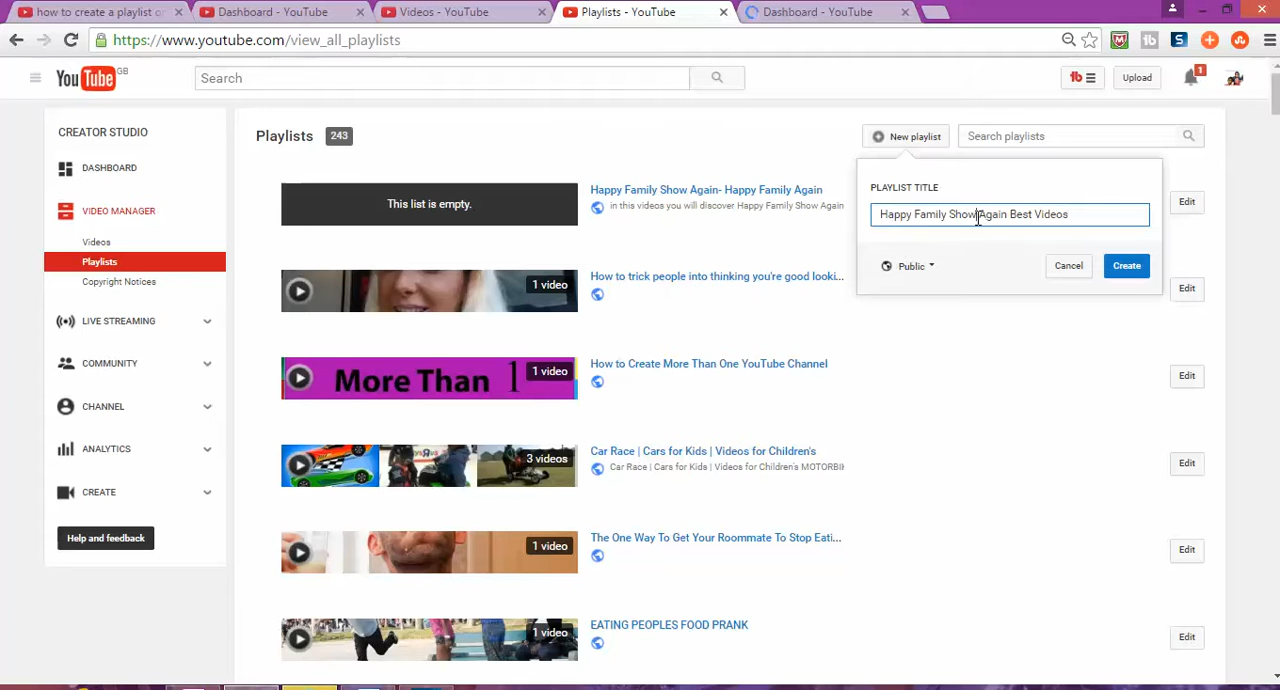 how to create a playlist o
Dashboard - YouTube
Videos - YouTube
Playlists - YouTube
Dashboard - YouTube
https://www.youtube.com/view_all_playlists
YouTube GB
Search
Upload
1
CREATOR STUDIO
DASHBOARD
VIDEO MANAGER
Videos
Playlists
Copyright Notices
LIVE STREAMING
COMMUNITY
CHANNEL
ANALYTICS
CREATE
Help and feedback
Playlists 243
New playlist
Search playlists
PLAYLIST TITLE
Happy Family Show Again Best Videos
Public
Cancel
Create
This list is empty.
Happy Family Show Again- Happy Family Again
in this videos you will discover Happy Family Show Again
Edit
1 video
How to trick people into thinking you're good looki...
Edit
More Than 1
1 video
How to Create More Than One YouTube Channel
Edit
3 videos
Car Race | Cars for Kids | Videos for Children's
Car Race | Cars for Kids | Videos for Children's MOTORBI
Edit
1 video
The One Way To Get Your Roommate To Stop Eati...
Edit
1 video
EATING PEOPLES FOOD PRANK
Edit